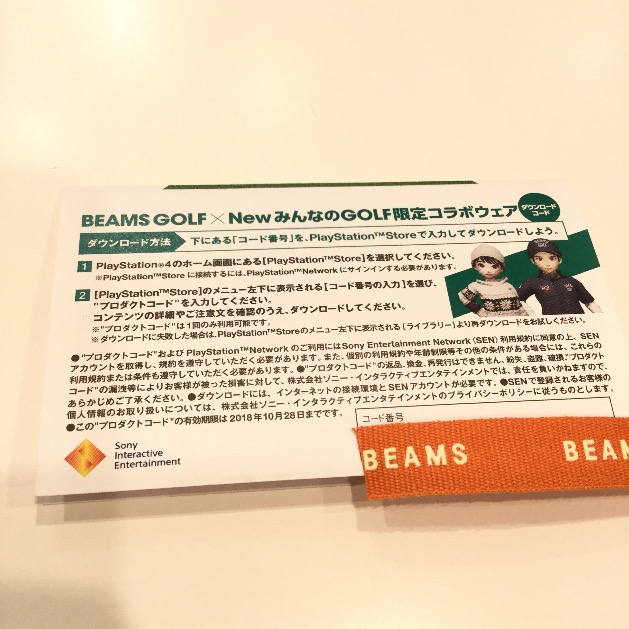 BEAMS GOLF × New みんなのGOLF 限定コラボウェア
ダウンロード
コード
ダウンロード方法
下にある「コード番号」を、PlayStation™Storeで入力してダウンロードしよう。
1 PlayStation®4のホーム画面にある[PlayStation™Store]を選択してください。
※PlayStation™Storeに接続するには、PlayStation™Networkにサインインする必要があります。
2 [PlayStation™Store]のメニュー左下に表示される[コード番号の入力]を選び、
"プロダクトコード"を入力してください。
コンテンツの詳細やご注意文を確認のうえ、ダウンロードしてください。
※"プロダクトコード"は1回のみ利用可能です。
※ダウンロードに失敗した場合は、PlayStation™Storeのメニュー左下に表示される[ライブラリー]より再ダウンロードをお試しください。
●"プロダクトコード"およびPlayStation™Networkのご利用にはSony Entertainment Network(SEN)利用規約に同意の上、SEN
アカウントを取得し、規約を遵守していただく必要があります。また、個別の利用規約や年齢制限等その他の条件がある場合には、これらの
利用規約または条件も遵守していただく必要があります。●"プロダクトコード"の返品、換金、再発行はできません。紛失、盗難、破損、"プロダクト
コード"の漏洩等によりお客様が被った損害に対して、株式会社ソニー・インタラクティブエンタテインメントでは、責任を負いかねますので、
あらかじめご了承ください。●ダウンロードには、インターネットの接続環境とSENアカウントが必要です。●SENで登録されるお客様の
個人情報のお取り扱いについては、株式会社ソニー・インタラクティブエンタテインメントのプライバシーポリシーに従うものとします。
●この"プロダクトコード"の有効期限は2018年10月28日までです。
コード番号
Sony
Interactive
Entertainment
BEAMS BEAM